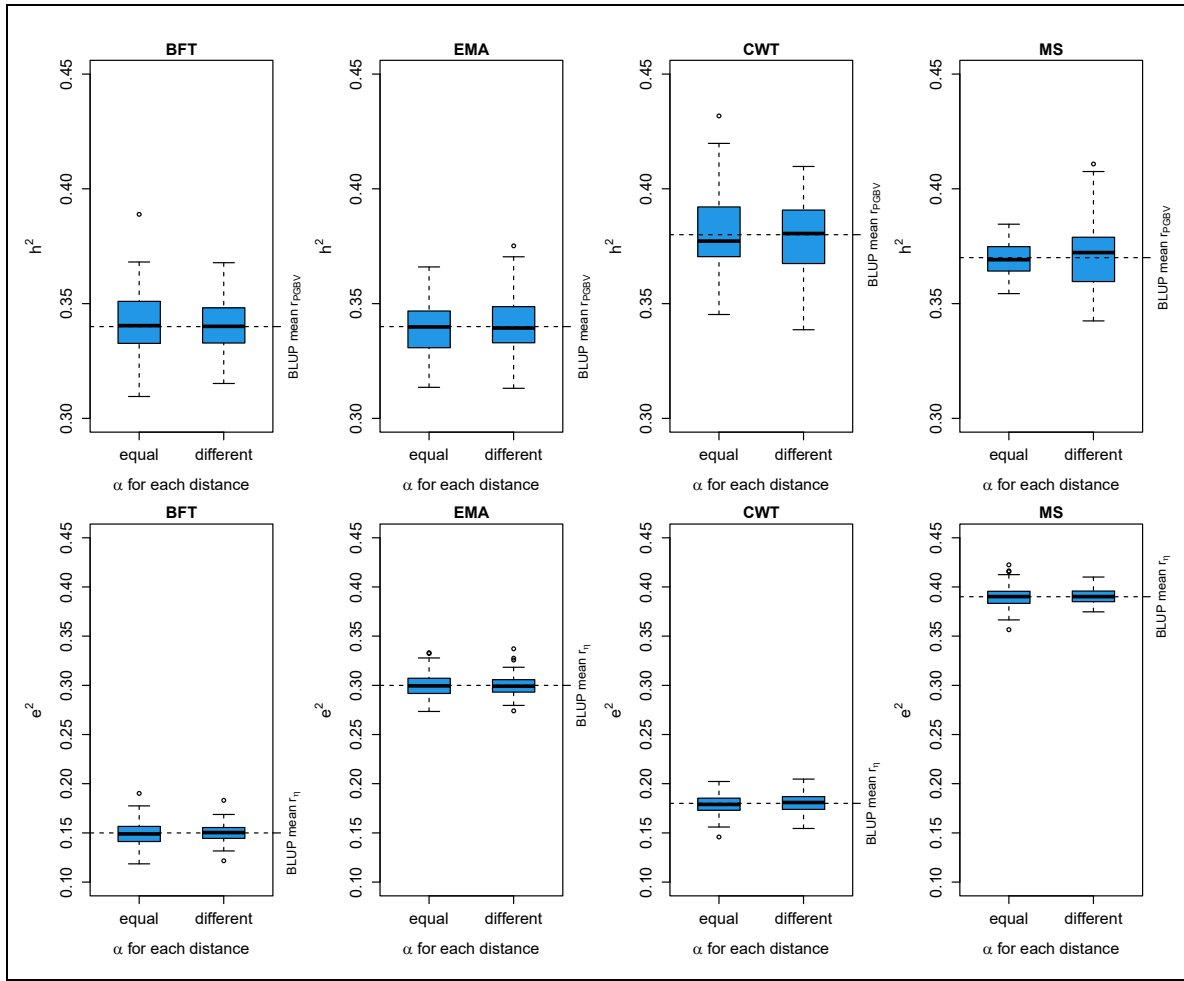 BFT
EMA
CWT
MS
0.45
0.40
0.35
0.30
h²
equal
different
α for each distance
BLUP mean r_PGBV
0.45
0.40
0.35
0.30
h²
equal
different
α for each distance
BLUP mean r_PGBV
0.45
0.40
0.35
0.30
h²
equal
different
α for each distance
BLUP mean r_PGBV
0.45
0.40
0.35
0.30
h²
equal
different
α for each distance
BLUP mean r_PGBV
BFT
EMA
CWT
MS
0.45
0.40
0.35
0.30
0.25
0.20
0.15
0.10
e²
equal
different
α for each distance
BLUP mean r_η
0.45
0.40
0.35
0.30
0.25
0.20
0.15
0.10
e²
equal
different
α for each distance
BLUP mean r_η
0.45
0.40
0.35
0.30
0.25
0.20
0.15
0.10
e²
equal
different
α for each distance
BLUP mean r_η
0.45
0.40
0.35
0.30
0.25
0.20
0.15
0.10
e²
equal
different
α for each distance
BLUP mean r_η